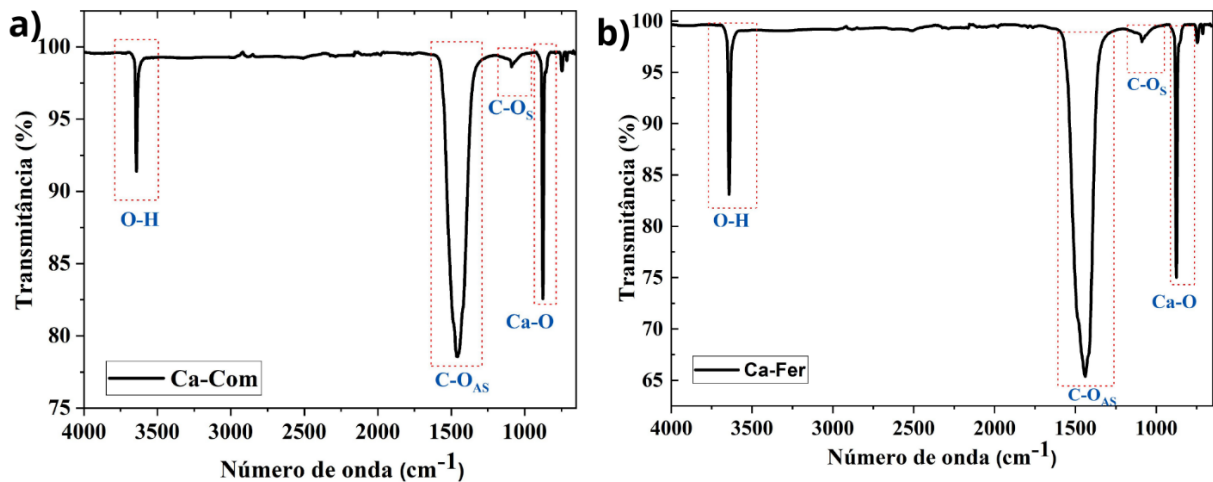 a)
Transmitância (%)
100
95
90
85
80
75
O-H
C-O_AS
C-O_S
Ca-O
Ca-Com
4000 3500 3000 2500 2000 1500 1000
Número de onda (cm⁻¹)
b)
Transmitância (%)
100
95
90
85
80
75
70
65
O-H
C-O_AS
C-O_S
Ca-O
Ca-Fer
4000 3500 3000 2500 2000 1500 1000
Número de onda (cm⁻¹)